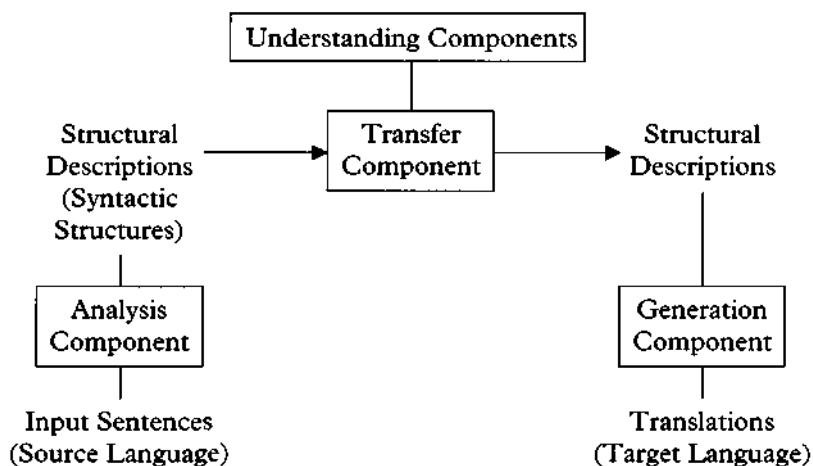 Understanding Components
Structural
Descriptions
(Syntactic
Structures)
Transfer
Component
Structural
Descriptions
Analysis
Component
Generation
Component
Input Sentences
(Source Language)
Translations
(Target Language)